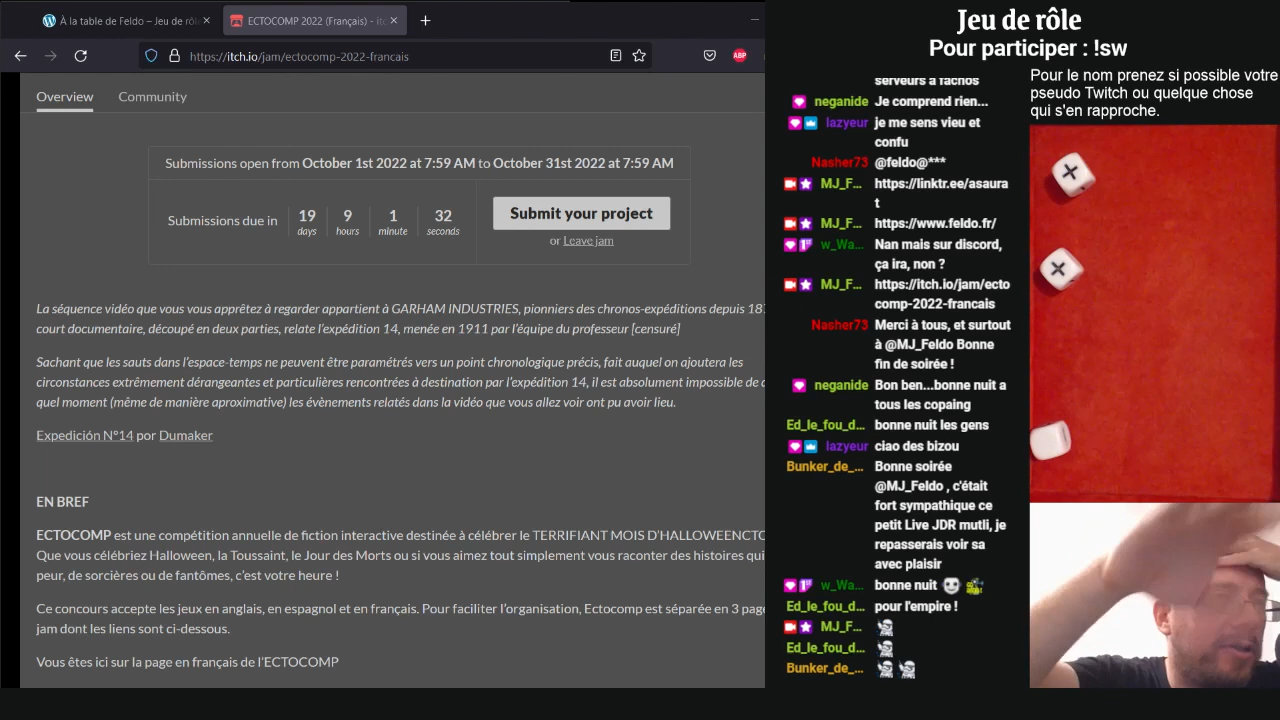 À la table de Feldo – Jeu de rôle
ECTOCOMP 2022 (Français) - itc
https://itch.io/jam/ectocomp-2022-francais
ABP
Overview
Community
Submissions open from October 1st 2022 at 7:59 AM to October 31st 2022 at 7:59 AM
Submissions due in
19 9 1 32
days hours minute seconds
Submit your project
or Leave jam
La séquence vidéo que vous vous apprêtez à regarder appartient à GARHAM INDUSTRIES, pionniers des chronos-expéditions depuis 18
court documentaire, découpé en deux parties, relate l’expédition 14, menée en 1911 par l’équipe du professeur [censuré]
Sachant que les sauts dans l’espace-temps ne peuvent être paramétrés vers un point chronologique précis, fait auquel on ajoutera les
circonstances extrêmement dérangeantes et particulières rencontrées à destination par l’expédition 14, il est absolument impossible de
quel moment (même de manière aproximative) les évènements relatés dans la vidéo que vous allez voir ont pu avoir lieu.
Expedición Nº14 por Dumaker
EN BREF
ECTOCOMP est une compétition annuelle de fiction interactive destinée à célébrer le TERRIFIANT MOIS D’HALLOWEENCTO
Que vous célébriez Halloween, la Toussaint, le Jour des Morts ou si vous aimez tout simplement vous raconter des histoires qui
peur, de sorcières ou de fantômes, c’est votre heure !
Ce concours accepte les jeux en anglais, en espagnol et en français. Pour faciliter l’organisation, Ectocomp est séparée en 3 page
jam dont les liens sont ci-dessous.
Vous êtes ici sur la page en français de l’ECTOCOMP
Jeu de rôle
Pour participer : !sw
serveurs a fachos
neganide Je comprend rien...
lazyeur je me sens vieu et
confu
Nasher73 @feldo@***
MJ_F... https://linktr.ee/asaura
t
MJ_F... https://www.feldo.fr/
w_Wa... Nan mais sur discord,
ça ira, non ?
MJ_F... https://itch.io/jam/ecto
comp-2022-francais
Nasher73 Merci à tous, et surtout
à @MJ_Feldo Bonne
fin de soirée !
neganide Bon ben...bonne nuit a
tous les copaing
Ed_le_fou_d... bonne nuit les gens
lazyeur ciao des bizou
Bunker_de_... Bonne soirée
@MJ_Feldo , c'était
fort sympathique ce
petit Live JDR mutli, je
repasserais voir sa
avec plaisir
w_Wa... bonne nuit
Ed_le_fou_d... pour l'empire !
MJ_F...
Ed_le_fou_d...
Bunker_de_...
Pour le nom prenez si possible votre
pseudo Twitch ou quelque chose
qui s'en rapproche.